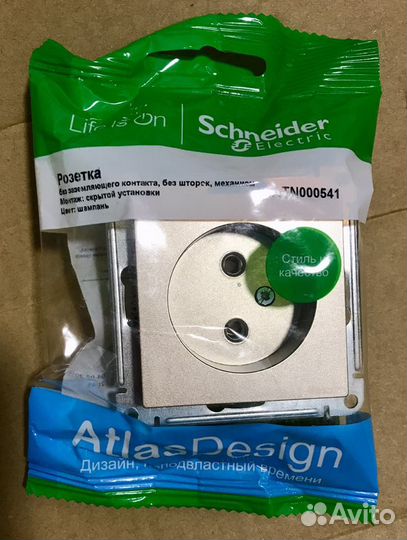 Life Is On
Schneider
Electric
Розетка
без заземляющего контакта, без шторок, механизм
Монтаж: скрытой установки
Цвет: шампань
ATN000541
Стиль и
качество
AtlasDesign
Дизайн, неподвластный времени
Avito